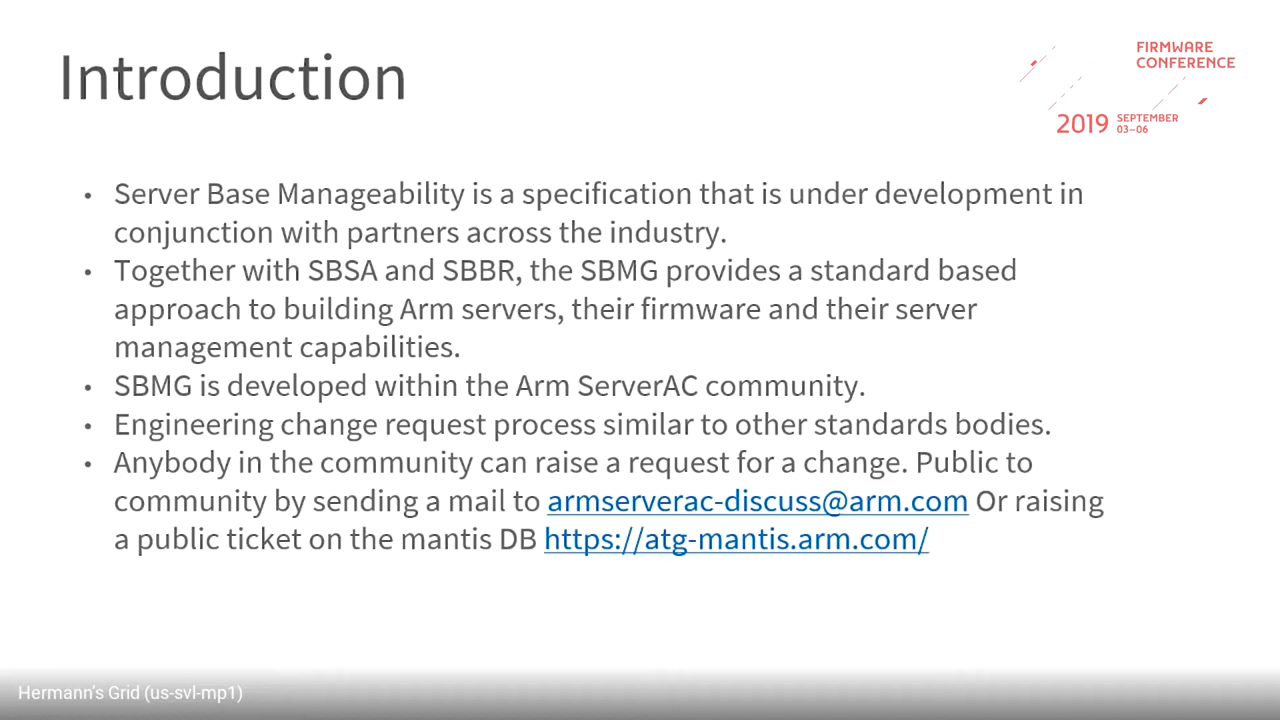 Introduction
FIRMWARE
CONFERENCE
2019 SEPTEMBER
03–06
• Server Base Manageability is a specification that is under development in
conjunction with partners across the industry.
• Together with SBSA and SBBR, the SBMG provides a standard based
approach to building Arm servers, their firmware and their server
management capabilities.
• SBMG is developed within the Arm ServerAC community.
• Engineering change request process similar to other standards bodies.
• Anybody in the community can raise a request for a change. Public to
community by sending a mail to armserverac-discuss@arm.com Or raising
a public ticket on the mantis DB https://atg-mantis.arm.com/
Hermann's Grid (us-svl-mp1)